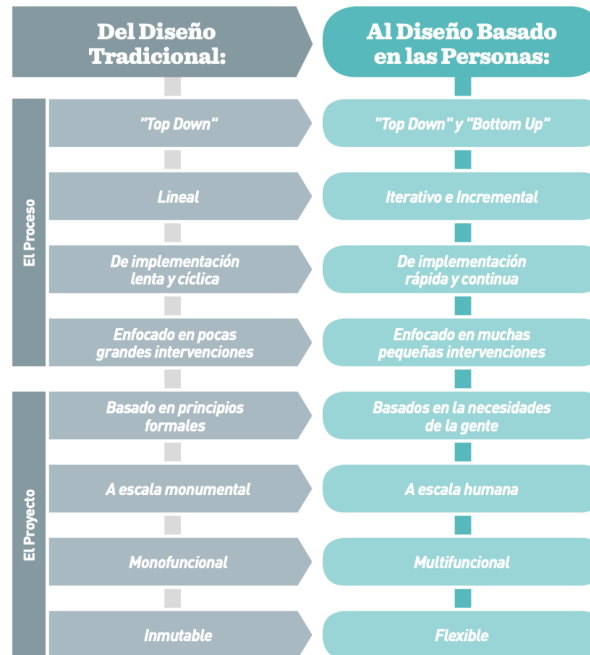 Del Diseño
Tradicional:
Al Diseño Basado
en las Personas:
El Proceso
"Top Down"
"Top Down" y "Bottom Up"
Lineal
Iterativo e Incremental
De implementación
lenta y cíclica
De implementación
rápida y continua
Enfocado en pocas
grandes intervenciones
Enfocado en muchas
pequeñas intervenciones
El Proyecto
Basado en principios
formales
Basados en la necesidades
de la gente
A escala monumental
A escala humana
Monofuncional
Multifuncional
Inmutable
Flexible